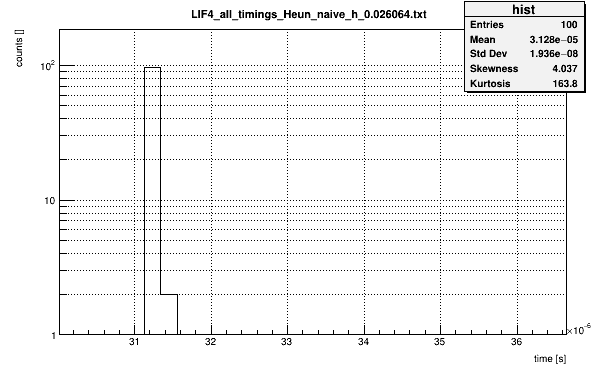 LIF4_all_timings_Heun_naive_h_0.026064.txt
hist
Entries 100
Mean 3.128e−05
Std Dev 1.936e−08
Skewness 4.037
Kurtosis 163.8
counts []
10²
10
1
31 32 33 34 35 36
×10⁻⁶
time [s]